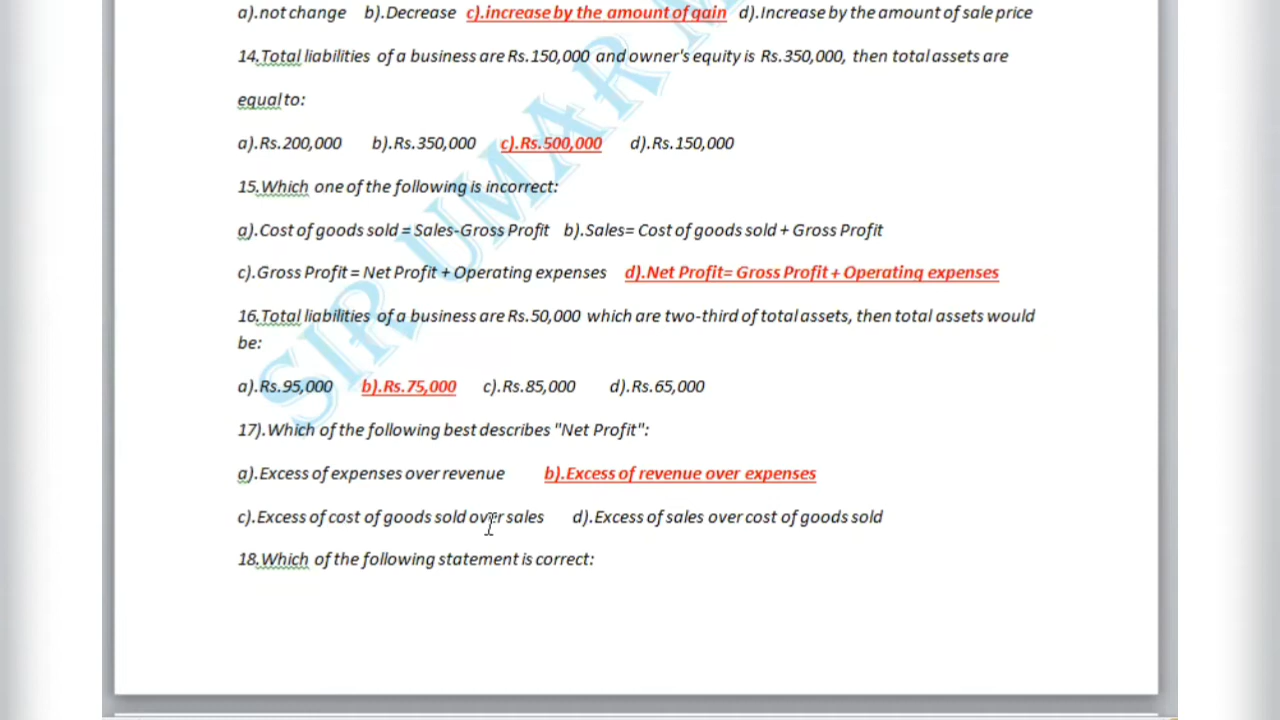 a).not change b).Decrease c).increase by the amount of gain d).Increase by the amount of sale price
14.Total liabilities of a business are Rs.150,000 and owner's equity is Rs.350,000, then total assets are
equal to:
a).Rs.200,000 b).Rs.350,000 c).Rs.500,000 d).Rs.150,000
15.Which one of the following is incorrect:
a).Cost of goods sold = Sales-Gross Profit b).Sales= Cost of goods sold + Gross Profit
c).Gross Profit = Net Profit + Operating expenses d).Net Profit= Gross Profit + Operating expenses
16.Total liabilities of a business are Rs.50,000 which are two-third of total assets, then total assets would
be:
a).Rs.95,000 b).Rs.75,000 c).Rs.85,000 d).Rs.65,000
17).Which of the following best describes "Net Profit":
a).Excess of expenses over revenue b).Excess of revenue over expenses
c).Excess of cost of goods sold over sales d).Excess of sales over cost of goods sold
18.Which of the following statement is correct:
SIR UMAR M